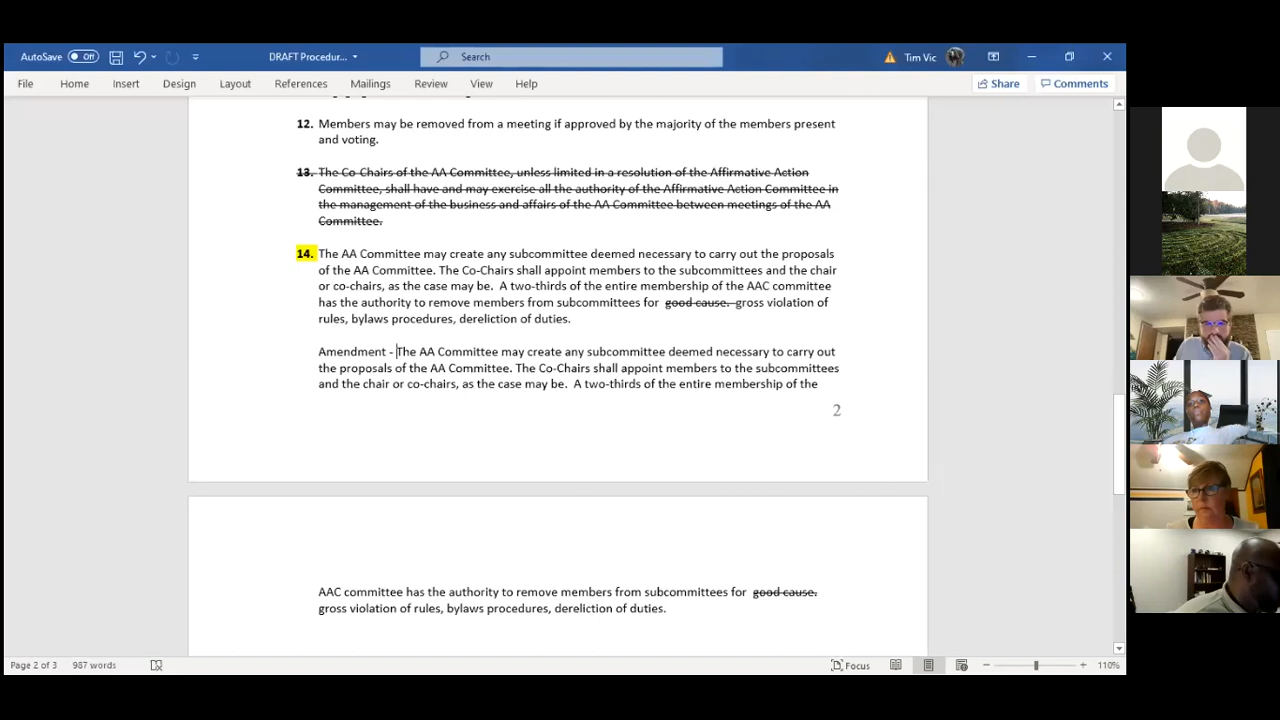 AutoSave Off DRAFT Procedur... Search Tim Vic
File Home Insert Design Layout References Mailings Review View Help Share Comments
12. Members may be removed from a meeting if approved by the majority of the members present
and voting.
13. The Co-Chairs of the AA Committee, unless limited in a resolution of the Affirmative Action
Committee, shall have and may exercise all the authority of the Affirmative Action Committee in
the management of the business and affairs of the AA Committee between meetings of the AA
Committee.
14. The AA Committee may create any subcommittee deemed necessary to carry out the proposals
of the AA Committee. The Co-Chairs shall appoint members to the subcommittees and the chair
or co-chairs, as the case may be. A two-thirds of the entire membership of the AAC committee
has the authority to remove members from subcommittees for good cause. gross violation of
rules, bylaws procedures, dereliction of duties.
Amendment - The AA Committee may create any subcommittee deemed necessary to carry out
the proposals of the AA Committee. The Co-Chairs shall appoint members to the subcommittees
and the chair or co-chairs, as the case may be. A two-thirds of the entire membership of the
2
AAC committee has the authority to remove members from subcommittees for good cause.
gross violation of rules, bylaws procedures, dereliction of duties.
Page 2 of 3 987 words Focus 110%